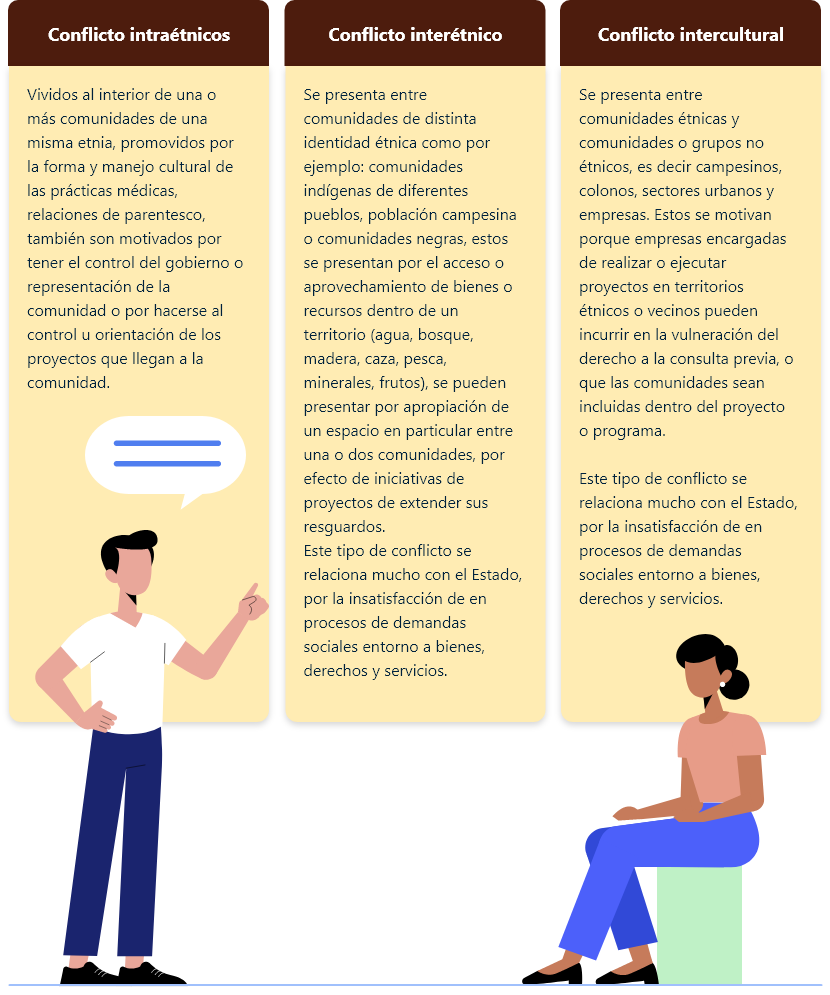 Conflicto intraétnicos
Vividos al interior de una o
más comunidades de una
misma etnia, promovidos por
la forma y manejo cultural de
las prácticas médicas,
relaciones de parentesco,
también son motivados por
tener el control del gobierno o
representación de la
comunidad o por hacerse al
control u orientación de los
proyectos que llegan a la
comunidad.
Conflicto interétnico
Se presenta entre
comunidades de distinta
identidad étnica como por
ejemplo: comunidades
indígenas de diferentes
pueblos, población campesina
o comunidades negras, estos
se presentan por el acceso o
aprovechamiento de bienes o
recursos dentro de un
territorio (agua, bosque,
madera, caza, pesca,
minerales, frutos), se pueden
presentar por apropiación de
un espacio en particular entre
una o dos comunidades, por
efecto de iniciativas de
proyectos de extender sus
resguardos.
Este tipo de conflicto se
relaciona mucho con el Estado,
por la insatisfacción de en
procesos de demandas
sociales entorno a bienes,
derechos y servicios.
Conflicto intercultural
Se presenta entre
comunidades étnicas y
comunidades o grupos no
étnicos, es decir campesinos,
colonos, sectores urbanos y
empresas. Estos se motivan
porque empresas encargadas
de realizar o ejecutar
proyectos en territorios
étnicos o vecinos pueden
incurrir en la vulneración del
derecho a la consulta previa, o
que las comunidades sean
incluidas dentro del proyecto
o programa.
Este tipo de conflicto se
relaciona mucho con el Estado,
por la insatisfacción de en
procesos de demandas
sociales entorno a bienes,
derechos y servicios.